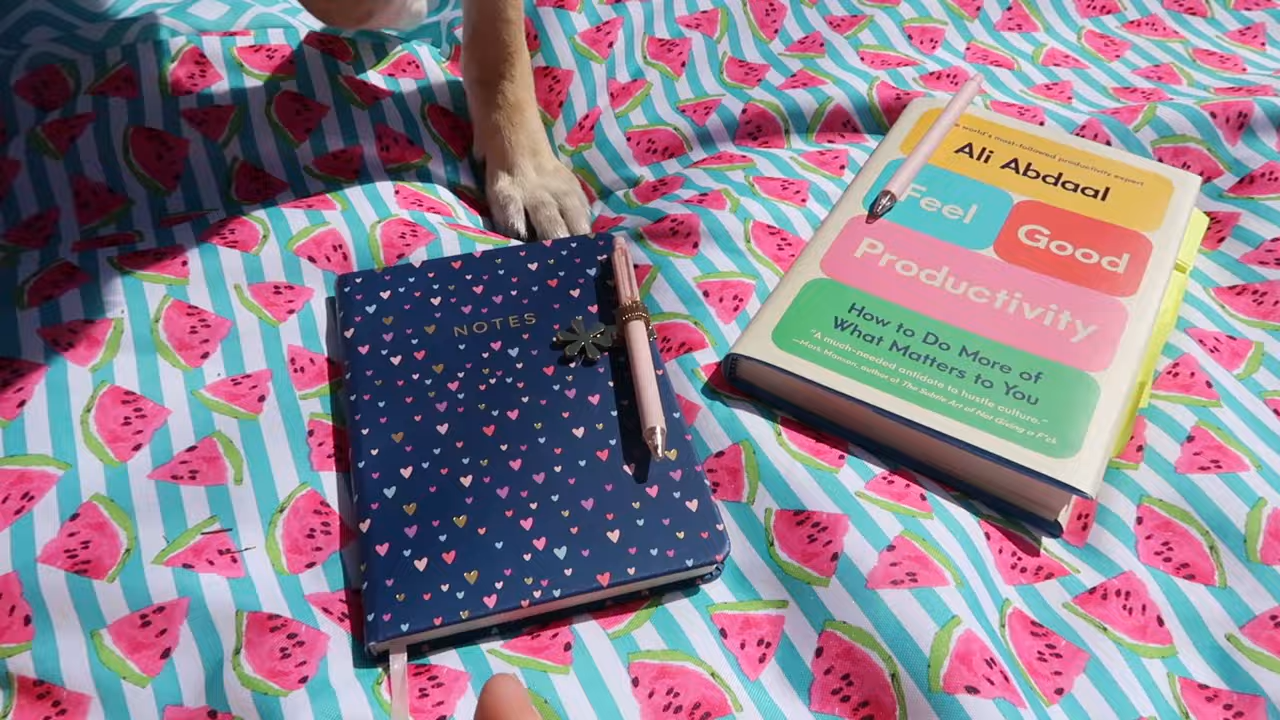 NOTES
world's most-followed productivity expert
Ali Abdaal
Feel
Good
Productivity
How to Do More of
What Matters to You
"A much-needed antidote to hustle culture."
—Mark Manson, author of The Subtle Art of Not Giving a F*ck